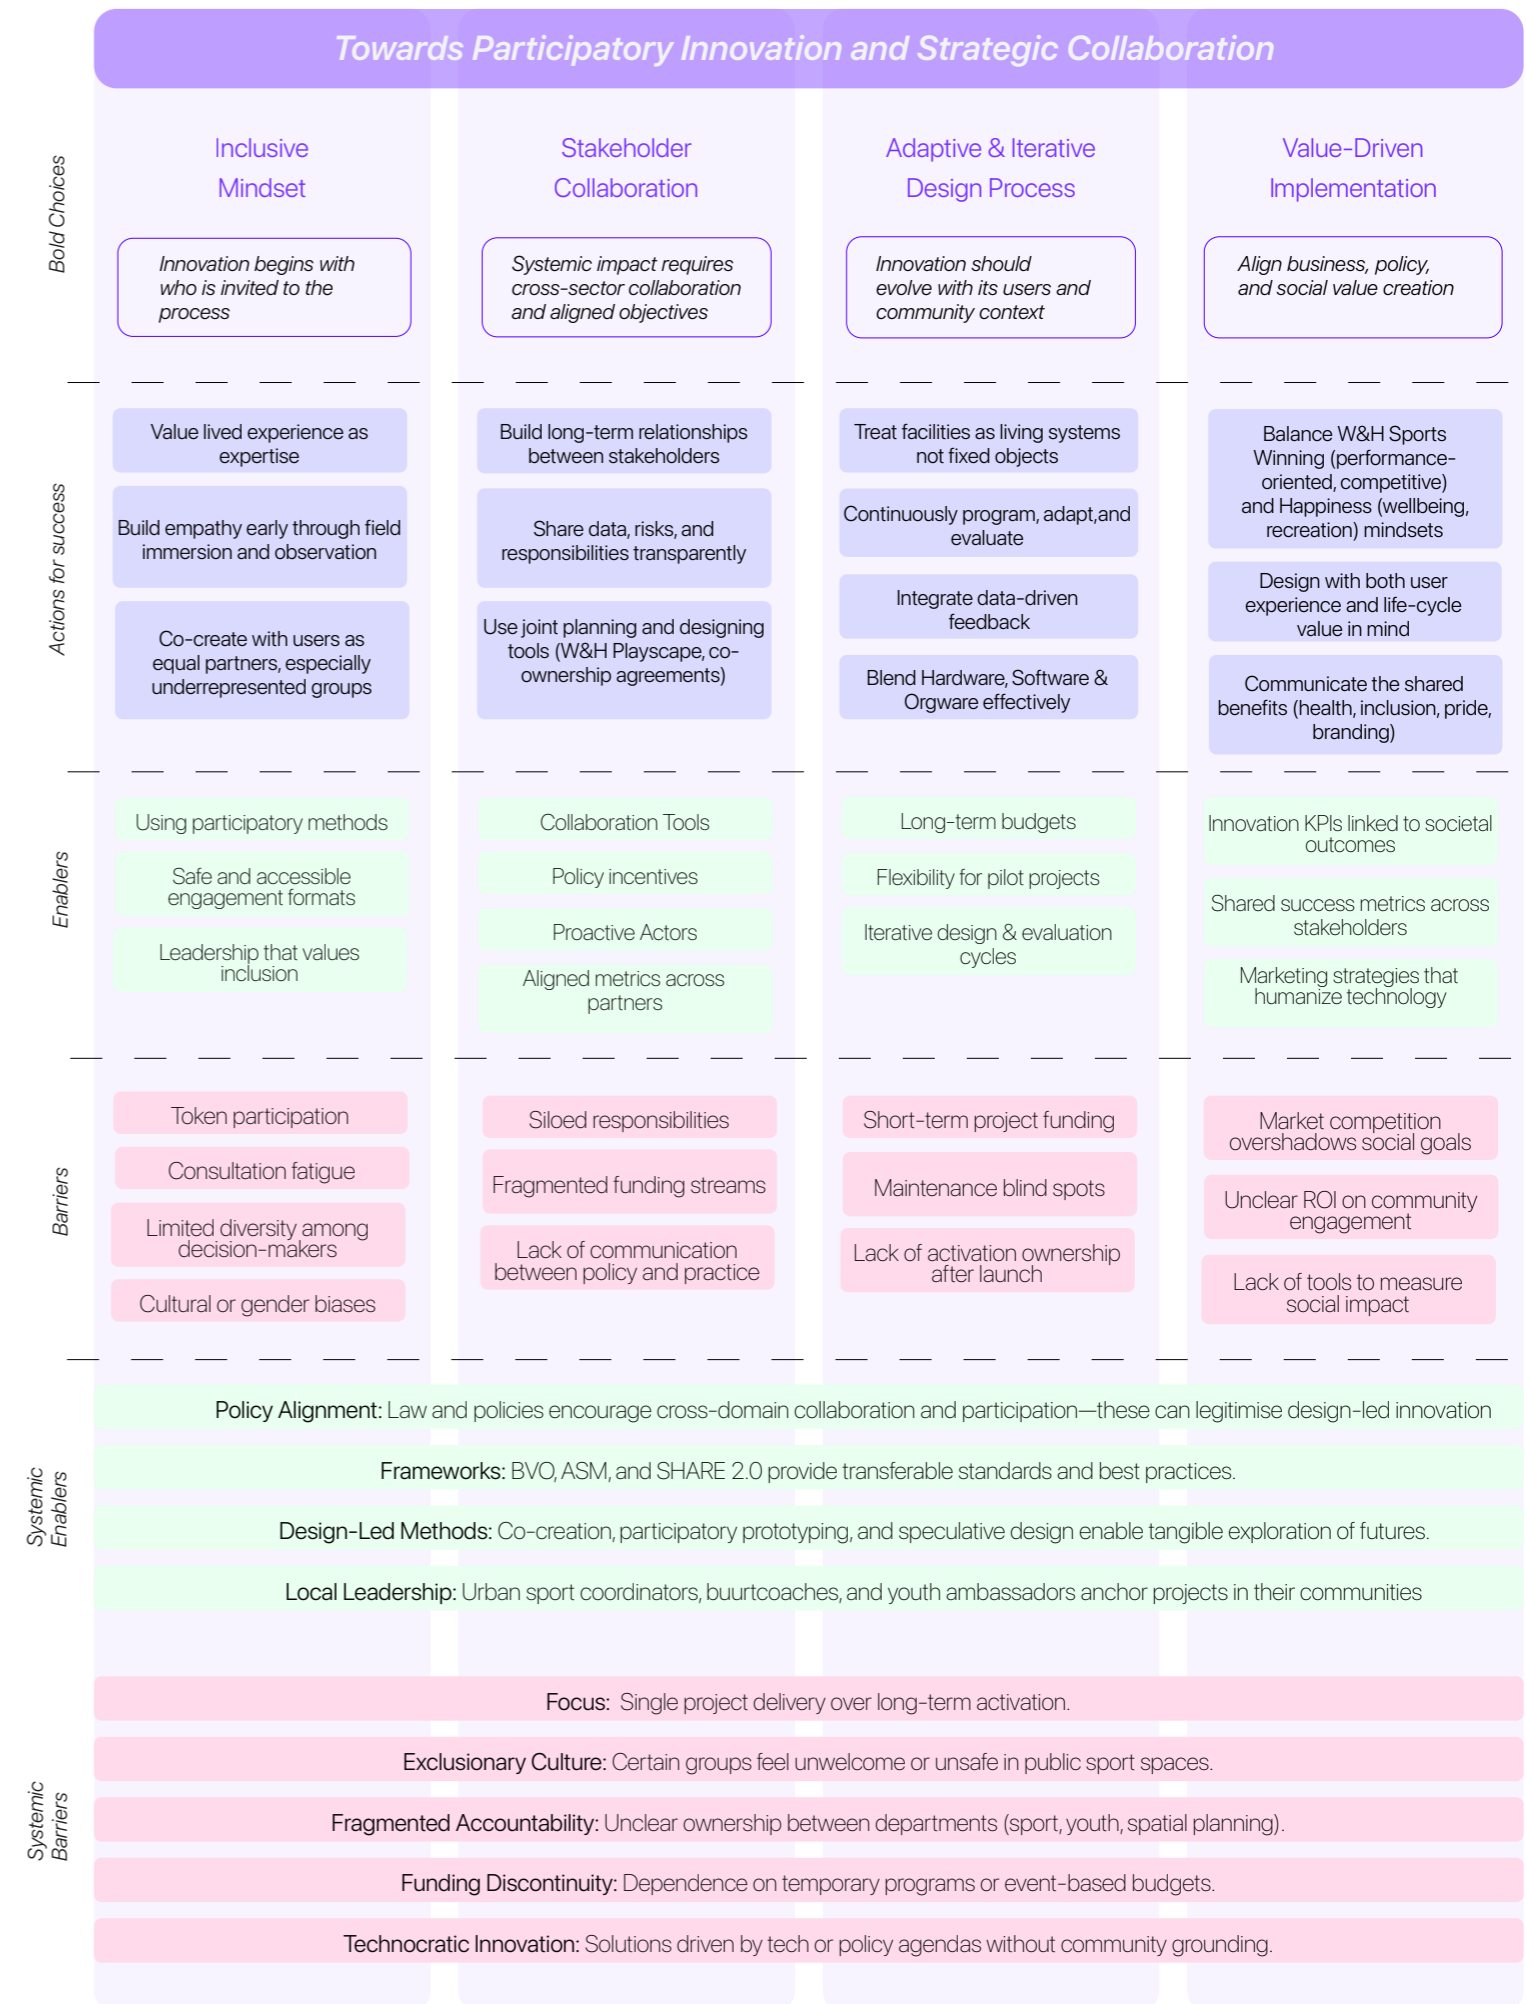 Towards Participatory Innovation and Strategic Collaboration
Bold Choices
Inclusive
Mindset
Innovation begins with
who is invited to the
process
Stakeholder
Collaboration
Systemic impact requires
cross-sector collaboration
and aligned objectives
Adaptive & Iterative
Design Process
Innovation should
evolve with its users and
community context
Value-Driven
Implementation
Align business, policy,
and social value creation
Actions for success
Value lived experience as
expertise
Build empathy early through field
immersion and observation
Co-create with users as
equal partners, especially
underrepresented groups
Build long-term relationships
between stakeholders
Share data, risks, and
responsibilities transparently
Use joint planning and designing
tools (W&H Playscape, co-
ownership agreements)
Treat facilities as living systems
not fixed objects
Continuously program, adapt,and
evaluate
Integrate data-driven
feedback
Blend Hardware, Software &
Orgware effectively
Balance W&H Sports
Winning (performance-
oriented, competitive)
and Happiness (wellbeing,
recreation) mindsets
Design with both user
experience and life-cycle
value in mind
Communicate the shared
benefits (health, inclusion, pride,
branding)
Enablers
Using participatory methods
Safe and accessible
engagement formats
Leadership that values
inclusion
Collaboration Tools
Policy incentives
Proactive Actors
Aligned metrics across
partners
Long-term budgets
Flexibility for pilot projects
Iterative design & evaluation
cycles
Innovation KPIs linked to societal
outcomes
Shared success metrics across
stakeholders
Marketing strategies that
humanize technology
Barriers
Token participation
Consultation fatigue
Limited diversity among
decision-makers
Cultural or gender biases
Siloed responsibilities
Fragmented funding streams
Lack of communication
between policy and practice
Short-term project funding
Maintenance blind spots
Lack of activation ownership
after launch
Market competition
overshadows social goals
Unclear ROI on community
engagement
Lack of tools to measure
social impact
Systemic
Enablers
Policy Alignment: Law and policies encourage cross-domain collaboration and participation—these can legitimise design-led innovation
Frameworks: BVO, ASM, and SHARE 2.0 provide transferable standards and best practices.
Design-Led Methods: Co-creation, participatory prototyping, and speculative design enable tangible exploration of futures.
Local Leadership: Urban sport coordinators, buurtcoaches, and youth ambassadors anchor projects in their communities
Systemic
Barriers
Focus: Single project delivery over long-term activation.
Exclusionary Culture: Certain groups feel unwelcome or unsafe in public sport spaces.
Fragmented Accountability: Unclear ownership between departments (sport, youth, spatial planning).
Funding Discontinuity: Dependence on temporary programs or event-based budgets.
Technocratic Innovation: Solutions driven by tech or policy agendas without community grounding.